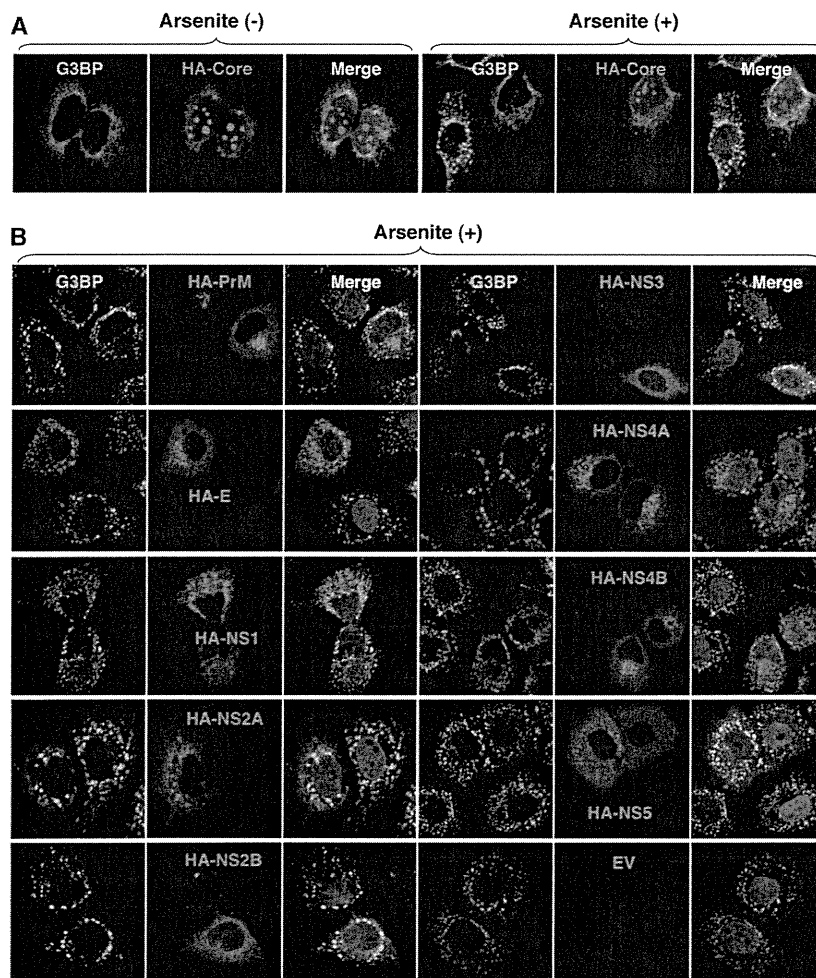 A
Arsenite (-)
Arsenite (+)
G3BP HA-Core Merge G3BP HA-Core Merge
B
Arsenite (+)
G3BP HA-PrM Merge G3BP HA-NS3 Merge
HA-E HA-NS4A
HA-NS1 HA-NS4B
HA-NS2A HA-NS5
HA-NS2B EV